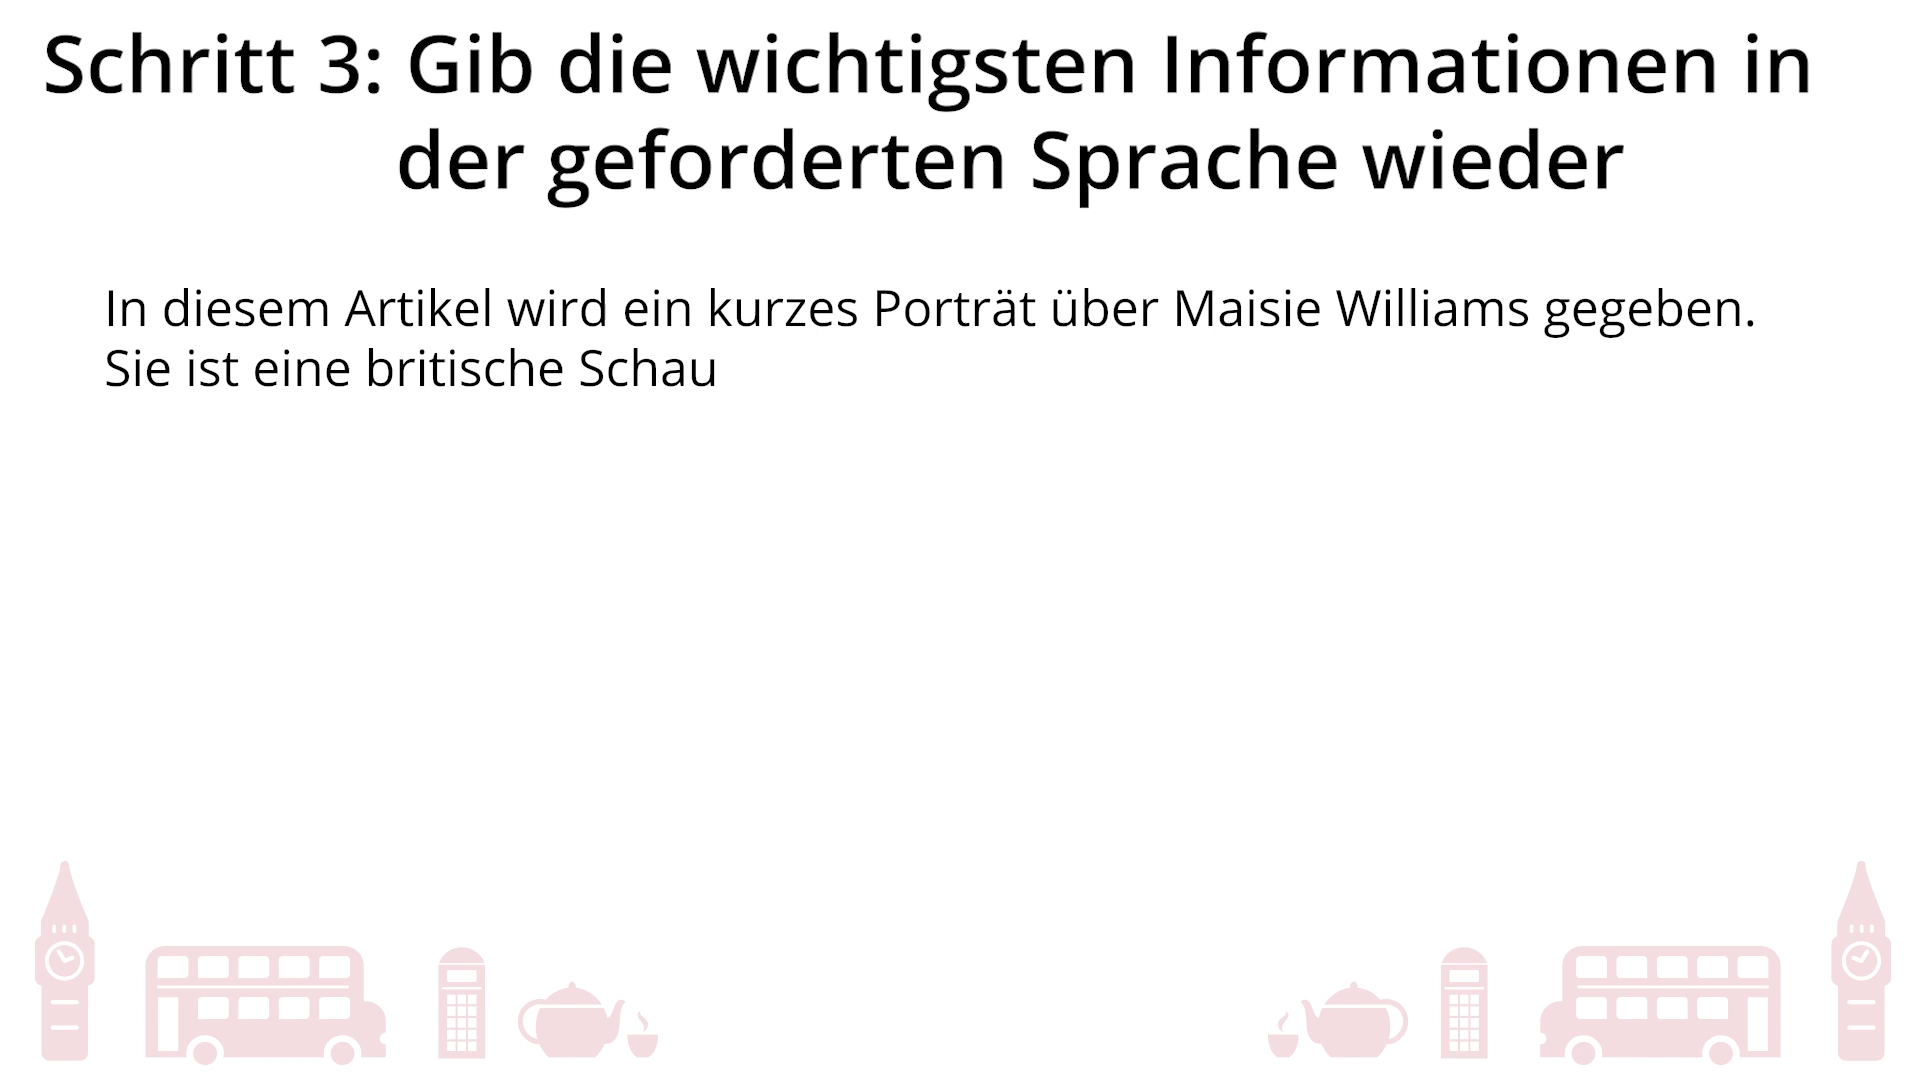 Schritt 3: Gib die wichtigsten Informationen in
der geforderten Sprache wieder
In diesem Artikel wird ein kurzes Porträt über Maisie Williams gegeben.
Sie ist eine britische Schau